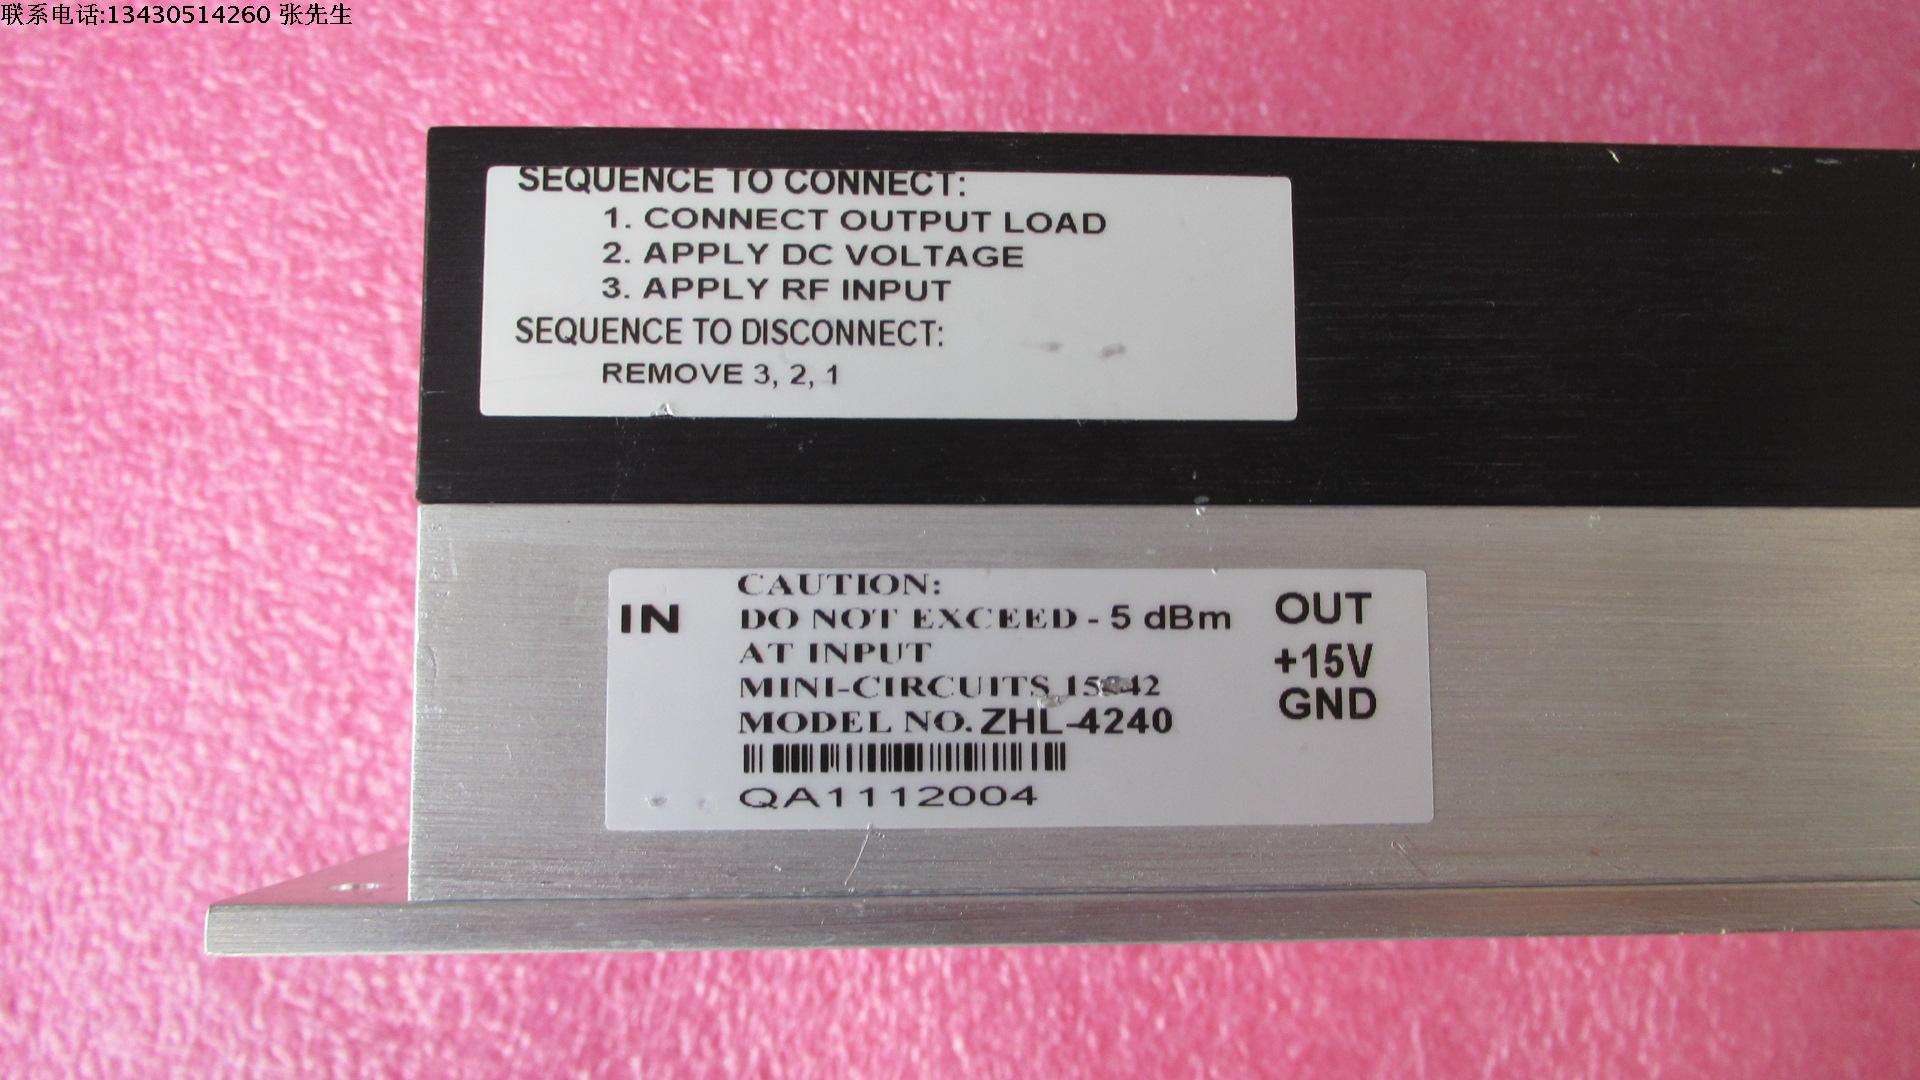 联系电话:13430514260 张先生
SEQUENCE TO CONNECT:
1. CONNECT OUTPUT LOAD
2. APPLY DC VOLTAGE
3. APPLY RF INPUT
SEQUENCE TO DISCONNECT:
REMOVE 3, 2, 1
IN
CAUTION:
DO NOT EXCEED - 5 dBm
AT INPUT
MINI-CIRCUITS
MODEL NO. ZHL-4240
QA1112004
OUT
+15V
GND